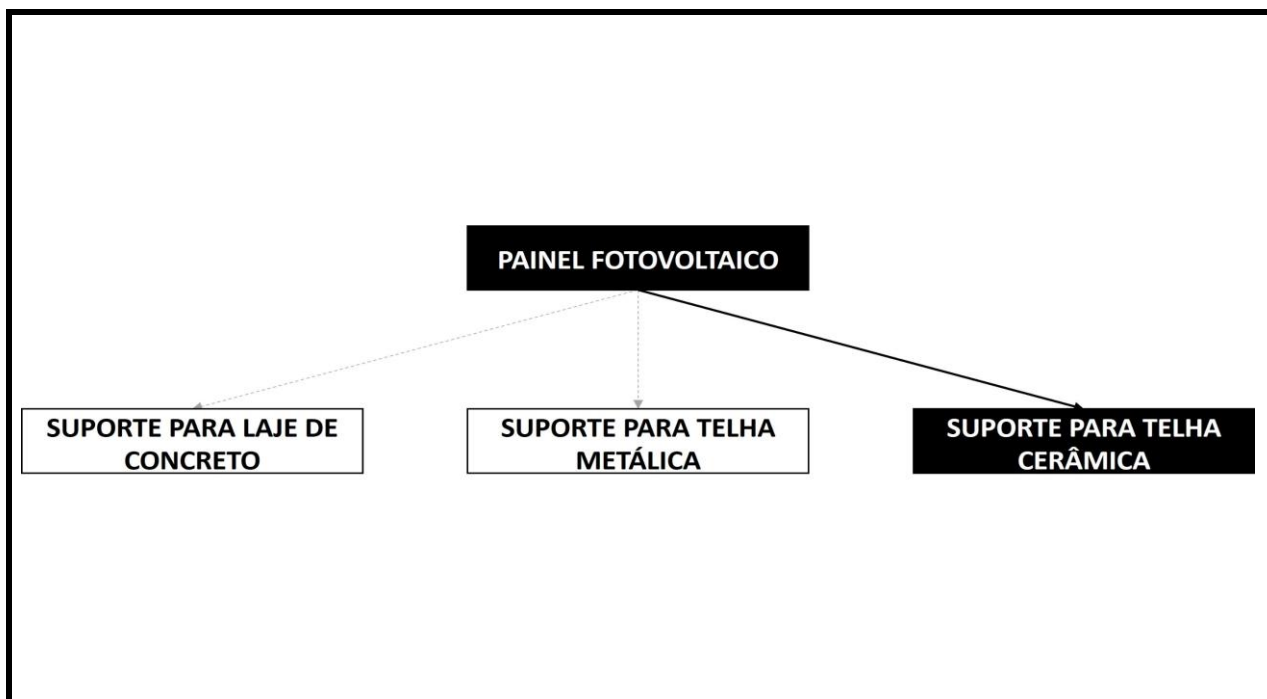 PAINEL FOTOVOLTAICO
SUPORTE PARA LAJE DE
CONCRETO
SUPORTE PARA TELHA
METÁLICA
SUPORTE PARA TELHA
CERÂMICA